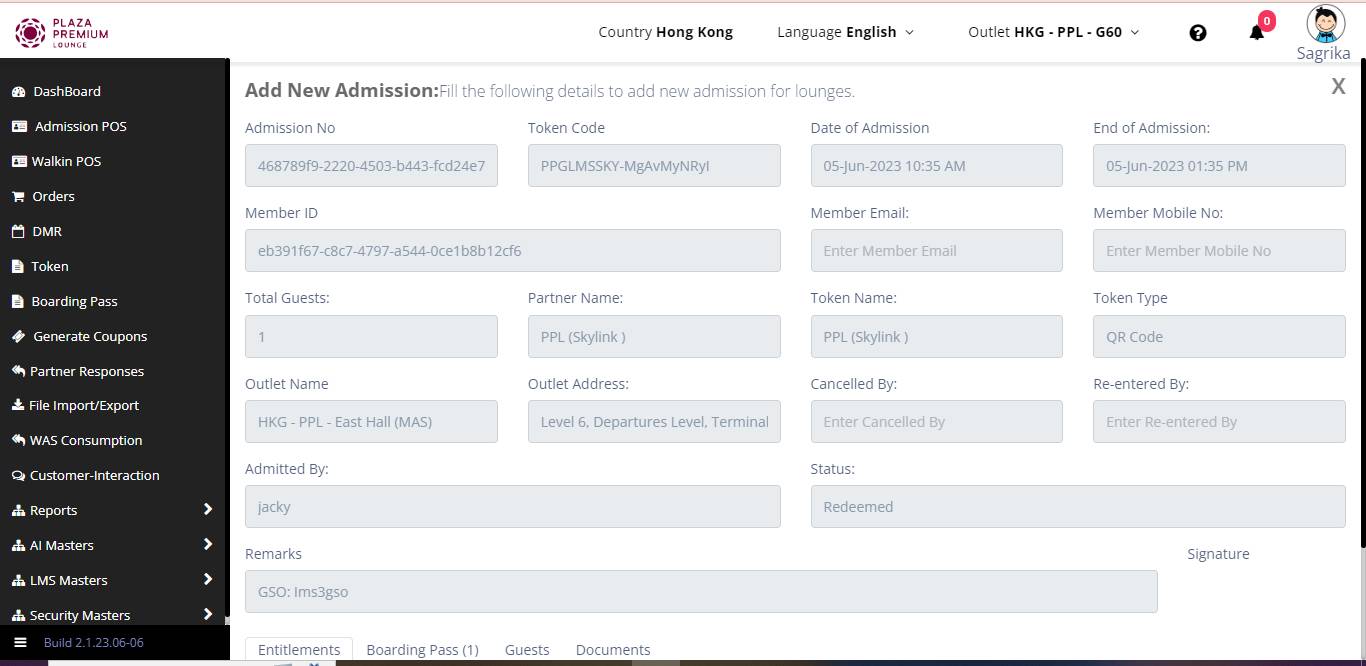 PLAZA
PREMIUM
LOUNGE
Country Hong Kong
Language English
Outlet HKG - PPL - G60
0
Sagrika
DashBoard
Admission POS
Walkin POS
Orders
DMR
Token
Boarding Pass
Generate Coupons
Partner Responses
File Import/Export
WAS Consumption
Customer-Interaction
Reports
AI Masters
LMS Masters
Security Masters
Build 2.1.23.06-06
Add New Admission:Fill the following details to add new admission for lounges.
X
Admission No
Token Code
Date of Admission
End of Admission:
468789f9-2220-4503-b443-fcd24e7
PPGLMSSKY-MgAvMyNRyI
05-Jun-2023 10:35 AM
05-Jun-2023 01:35 PM
Member ID
Member Email:
Member Mobile No:
eb391f67-c8c7-4797-a544-0ce1b8b12cf6
Enter Member Email
Enter Member Mobile No
Total Guests:
Partner Name:
Token Name:
Token Type
1
PPL (Skylink )
PPL (Skylink )
QR Code
Outlet Name
Outlet Address:
Cancelled By:
Re-entered By:
HKG - PPL - East Hall (MAS)
Level 6, Departures Level, Terminal
Enter Cancelled By
Enter Re-entered By
Admitted By:
Status:
jacky
Redeemed
Remarks
Signature
GSO: lms3gso
Entitlements
Boarding Pass (1)
Guests
Documents